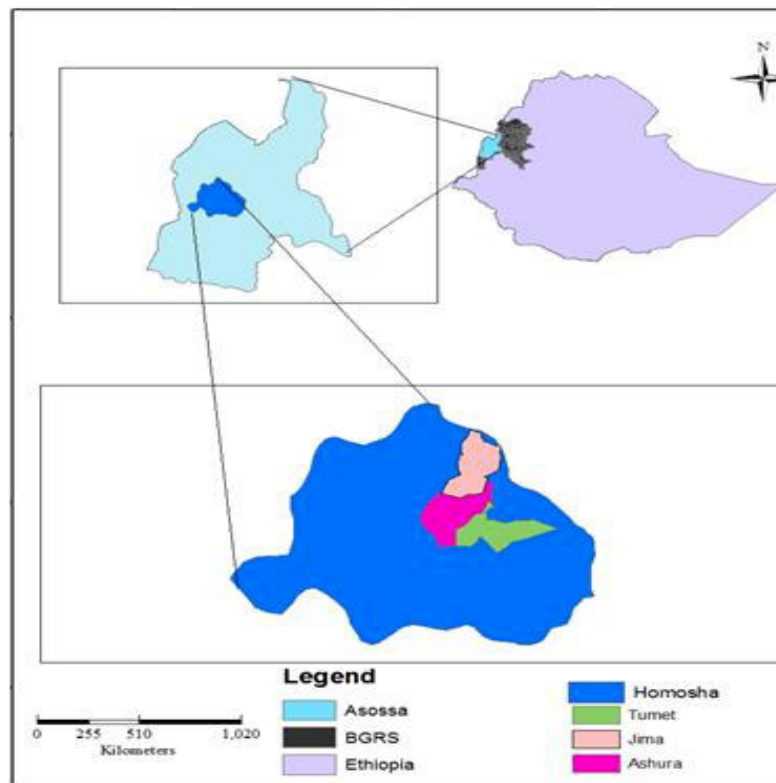 N
Legend
Asossa
BGRS
Ethiopia
Homosha
Tumet
Jima
Ashura
0 255 510 1,020
Kilometers